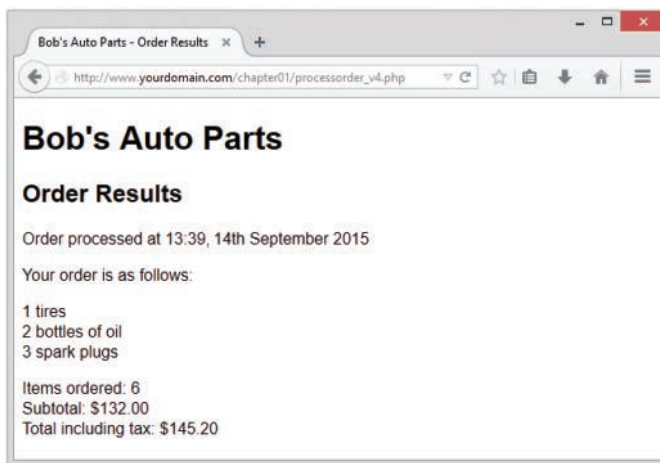 Bob's Auto Parts - Order Results
http://www.yourdomain.com/chapter01/processorder_v4.php
Bob's Auto Parts
Order Results
Order processed at 13:39, 14th September 2015
Your order is as follows:
1 tires
2 bottles of oil
3 spark plugs
Items ordered: 6
Subtotal: $132.00
Total including tax: $145.20